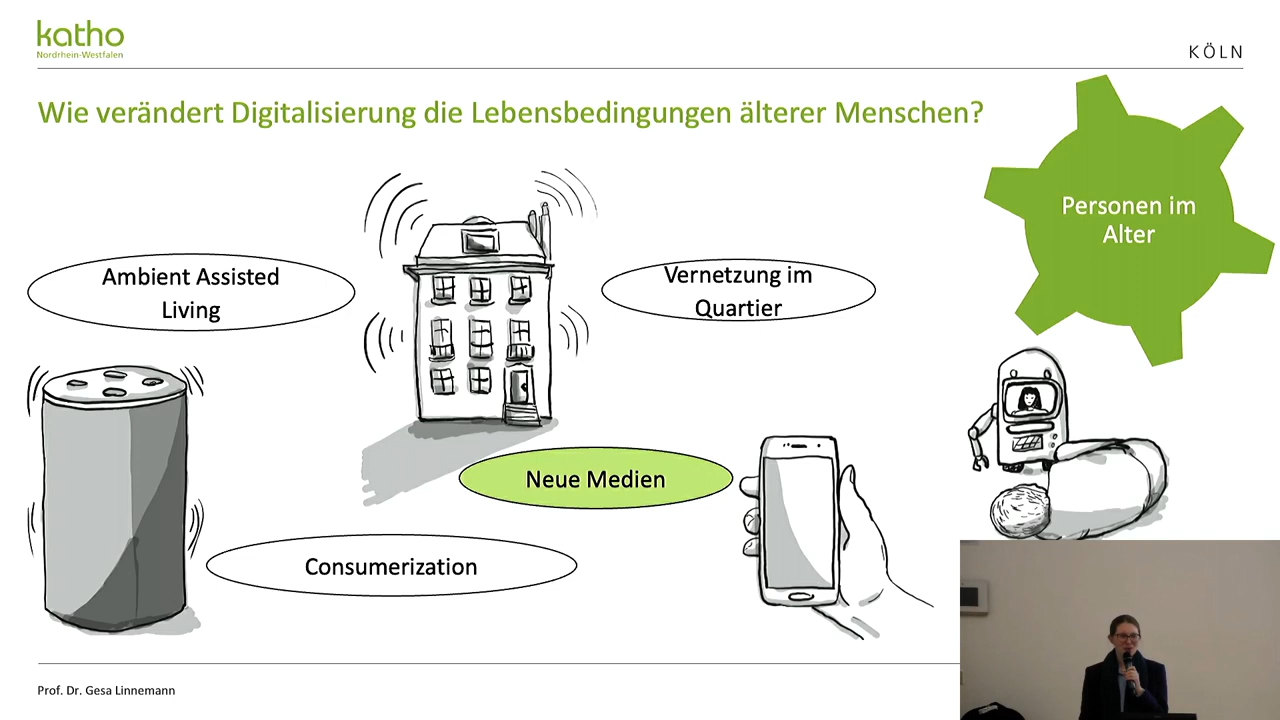 katho
Nordrhein-Westfalen
KÖLN
Wie verändert Digitalisierung die Lebensbedingungen älterer Menschen?
Personen im
Alter
Ambient Assisted
Living
Vernetzung im
Quartier
Neue Medien
Consumerization
Prof. Dr. Gesa Linnemann